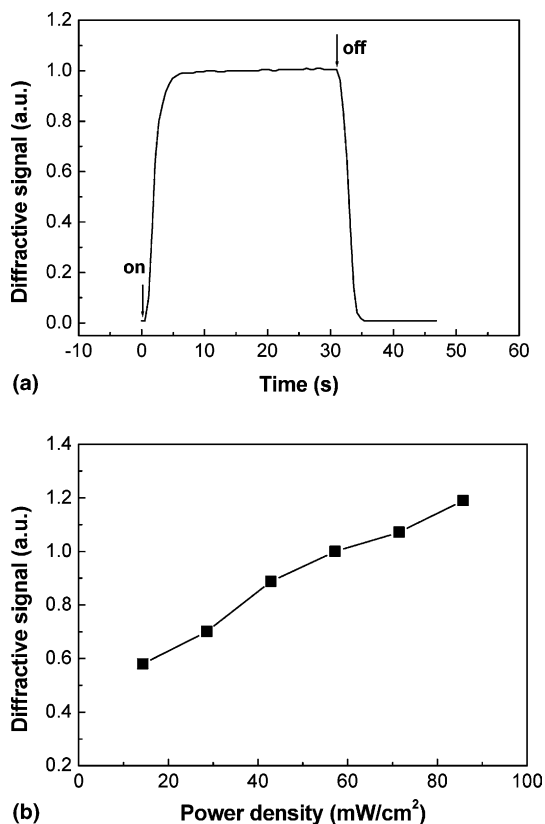 1.2
1.0
0.8
0.6
0.4
0.2
0.0
Diffractive signal (a.u.)
on
off
-10 0 10 20 30 40 50 60
Time (s)
(a)
1.4
1.2
1.0
0.8
0.6
0.4
0.2
Diffractive signal (a.u.)
0 20 40 60 80 100
Power density (mW/cm²)
(b)